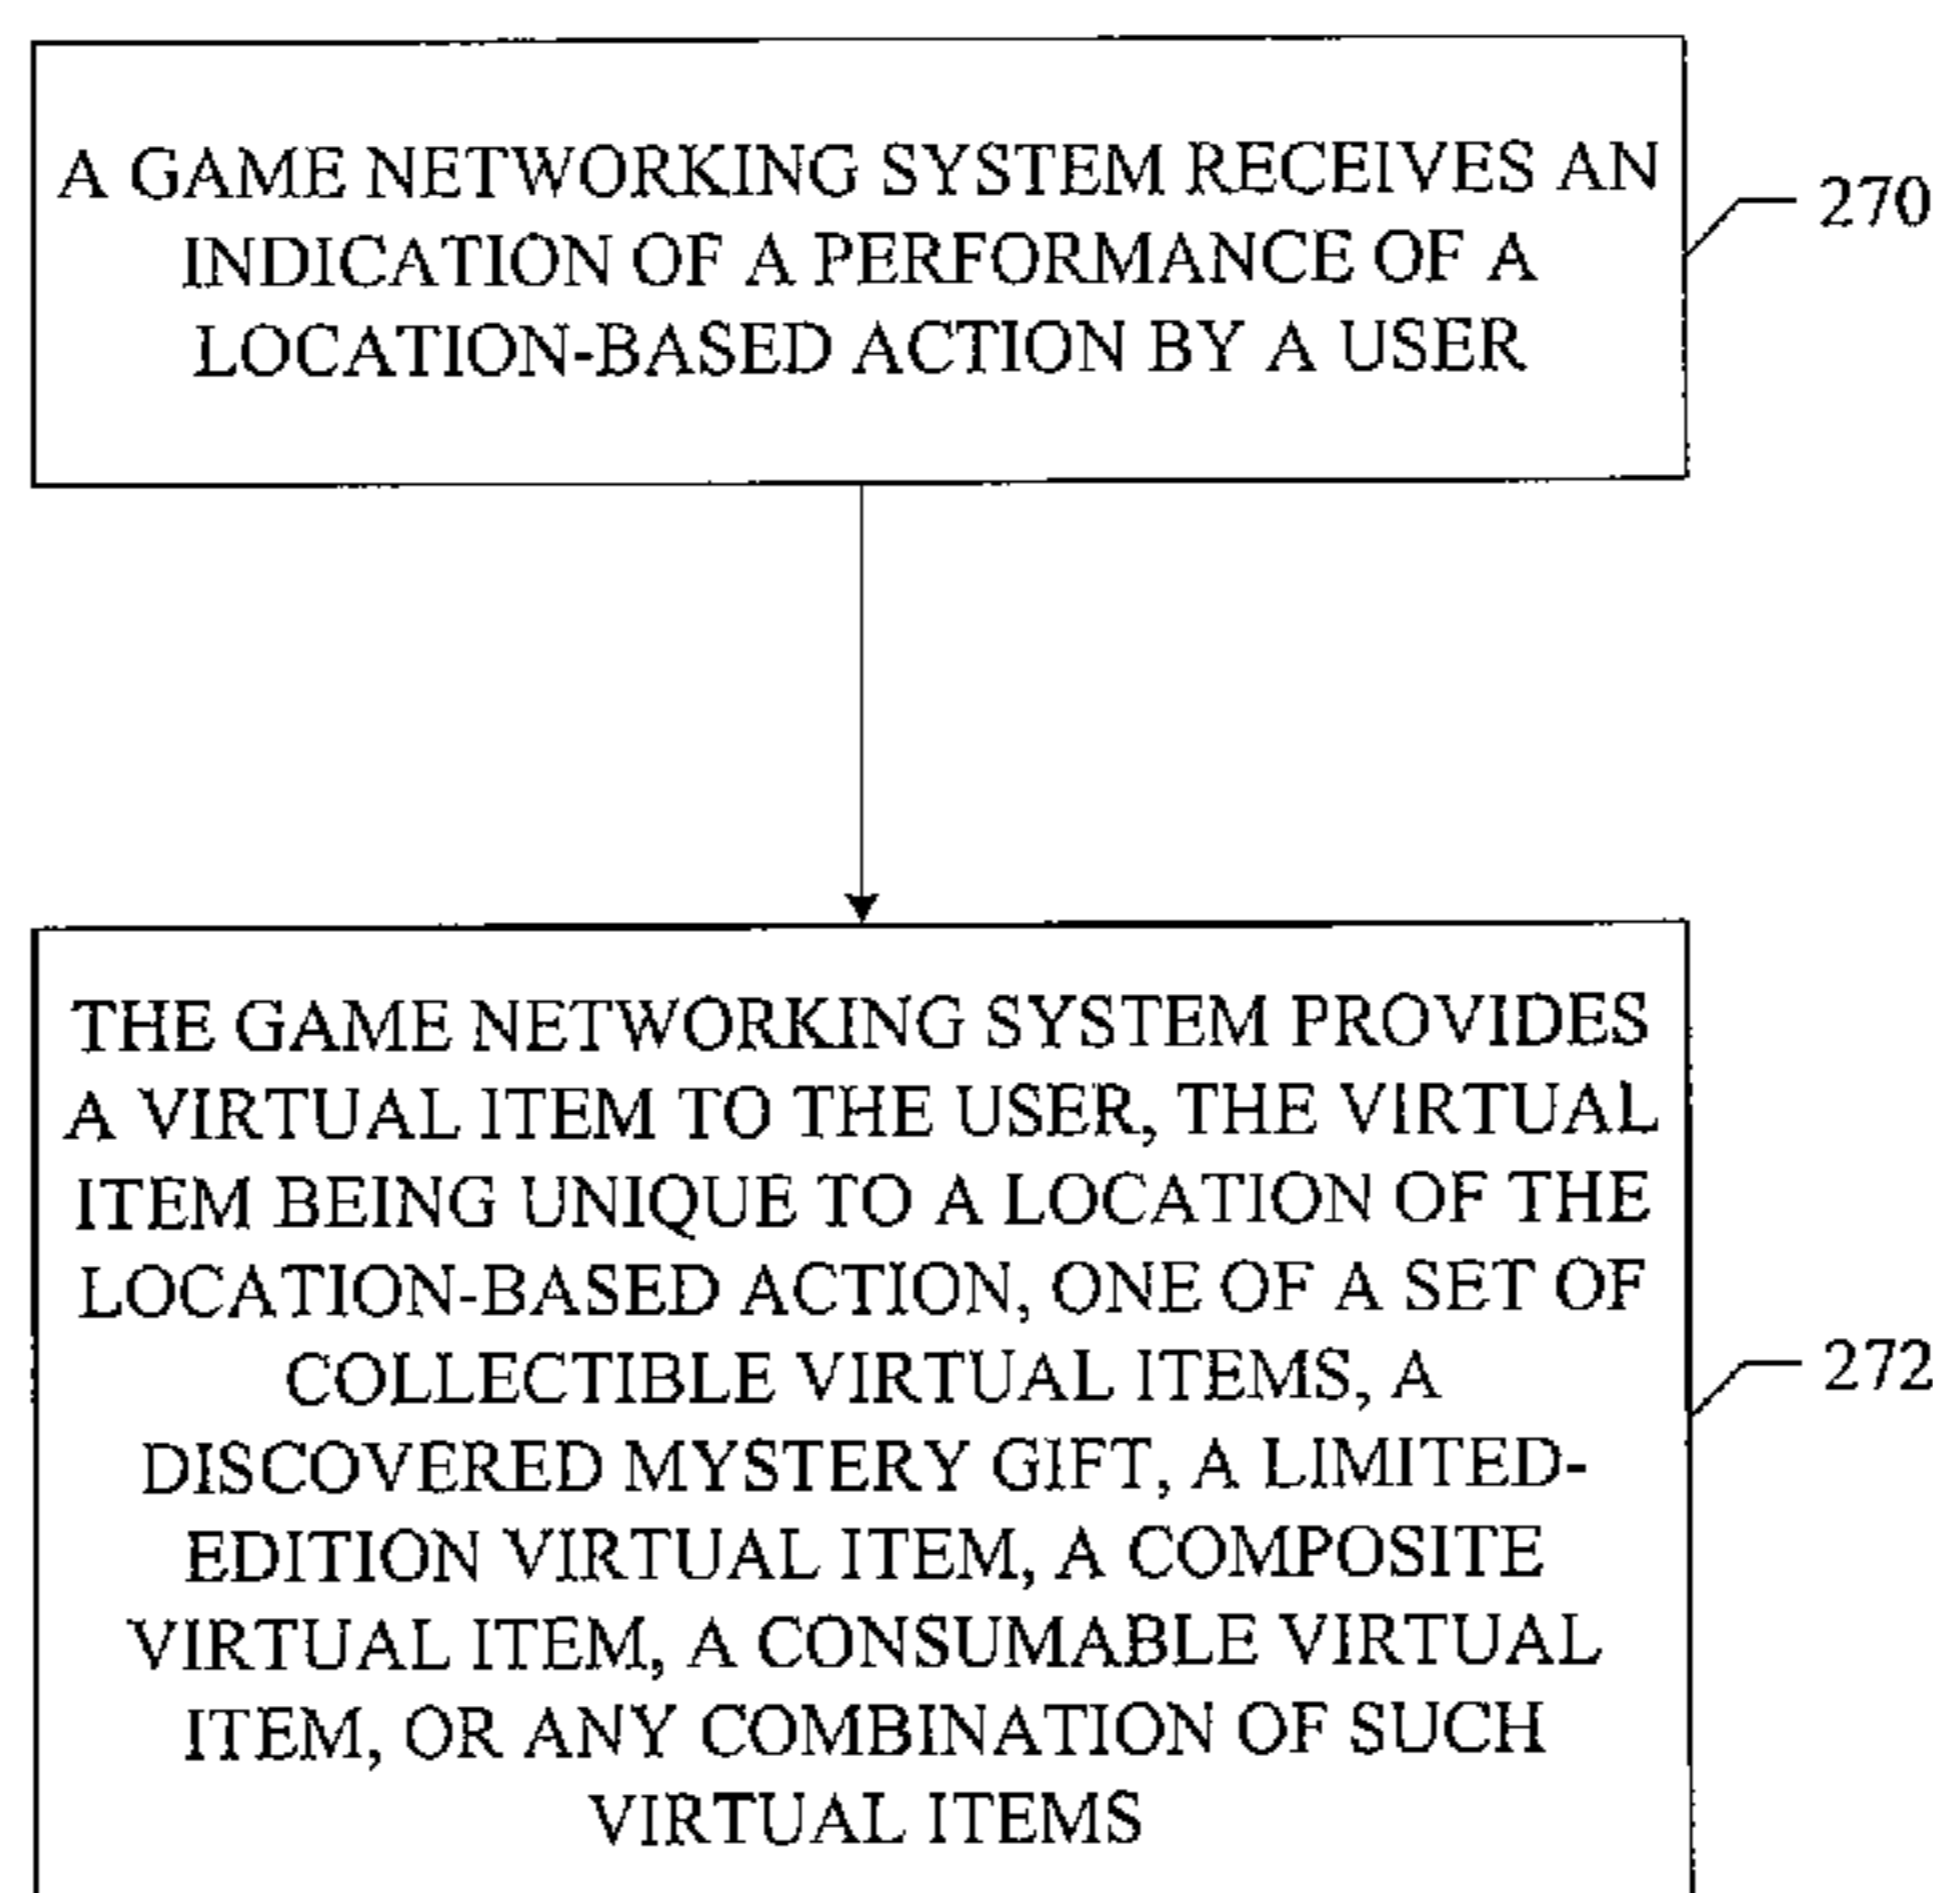 A GAME NETWORKING SYSTEM RECEIVES AN
INDICATION OF A PERFORMANCE OF A
LOCATION-BASED ACTION BY A USER
270
THE GAME NETWORKING SYSTEM PROVIDES
A VIRTUAL ITEM TO THE USER, THE VIRTUAL
ITEM BEING UNIQUE TO A LOCATION OF THE
LOCATION-BASED ACTION, ONE OF A SET OF
COLLECTIBLE VIRTUAL ITEMS, A
DISCOVERED MYSTERY GIFT, A LIMITED-
EDITION VIRTUAL ITEM, A COMPOSITE
VIRTUAL ITEM, A CONSUMABLE VIRTUAL
ITEM, OR ANY COMBINATION OF SUCH
VIRTUAL ITEMS
272